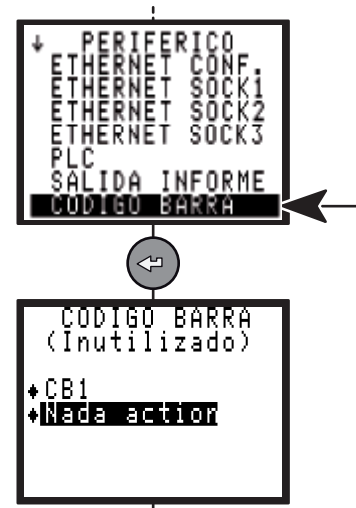 PERIFERICO
ETHERNET CONF.
ETHERNET SOCK1
ETHERNET SOCK2
ETHERNET SOCK3
PLC
SALIDA INFORME
CODIGO BARRA
CODIGO BARRA
(Inutilizado)
CB1
Nada action